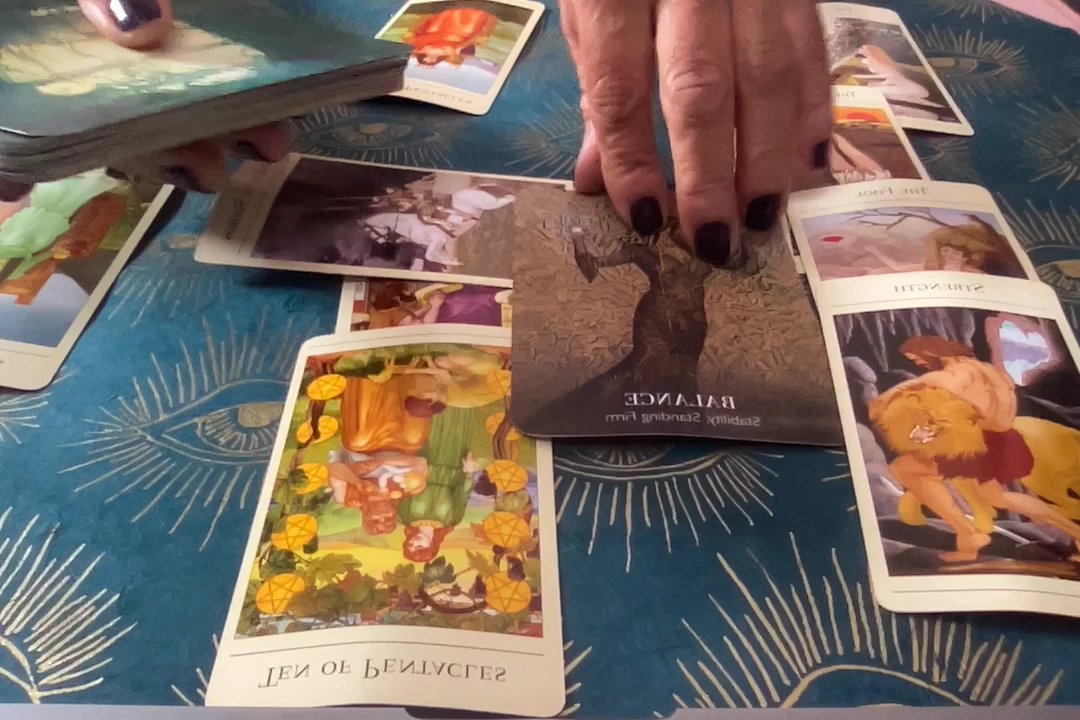 THE FOOL
STRENGTH
BALANCE
Stability, Standing Firm
TEN OF PENTACLES